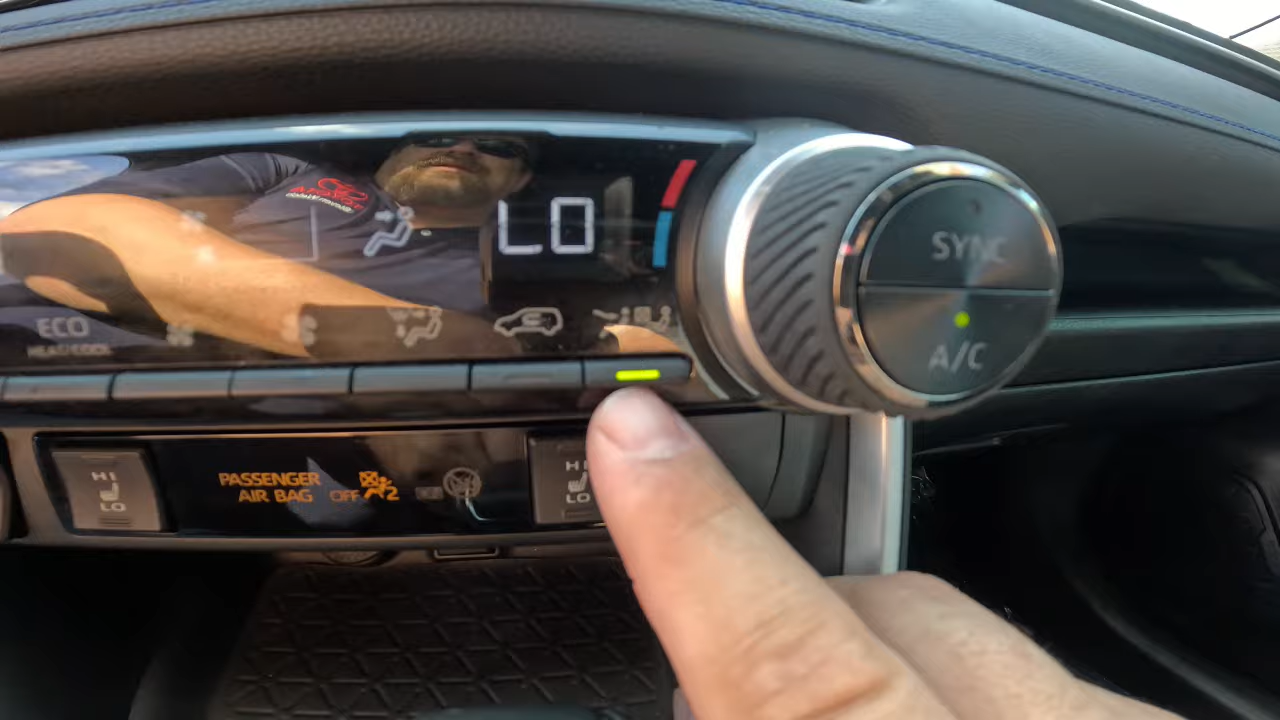 LO
SYNC
A/C
ECO
HEAT/COOL
HI
LO
PASSENGER
AIR BAG OFF 2
HI
LO